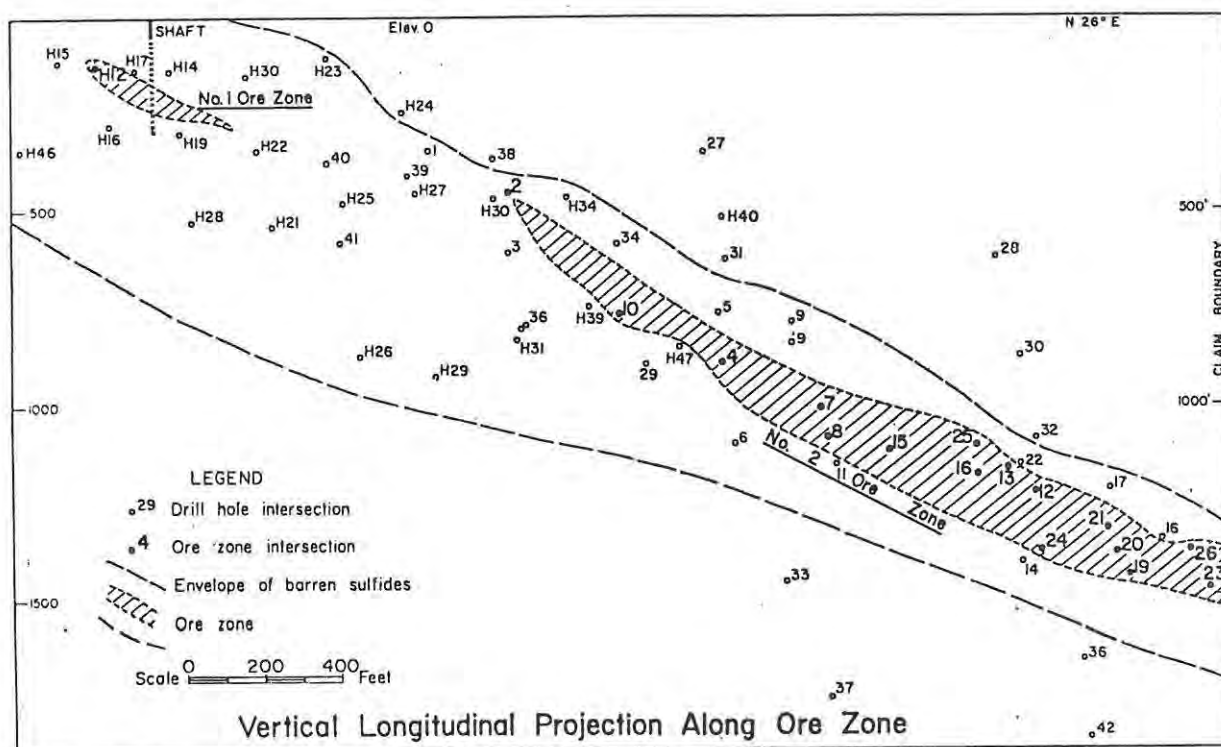 SHAFT
Elev. 0
N 26° E
H15
H12
H17
H14
H30
H23
No. 1 Ore Zone
H24
H46
H16
H19
H22
40
1
39
H27
38
27
H25
2
H30
H34
H40
500
500'
H28
H21
41
3
34
31
28
CLAIM BOUNDARY
36
H31
H39
10
5
9
9
30
H26
H29
29
H47
4
1000
1000'
7
8
6
15
25
32
No. 2 Ore Zone
11
16
13
22
12
17
21
16
24
14
20
19
26
23
LEGEND
29 Drill hole intersection
4 Ore zone intersection
Envelope of barren sulfides
Ore zone
1500
33
36
37
42
Scale 0 200 400 Feet
Vertical Longitudinal Projection Along Ore Zone